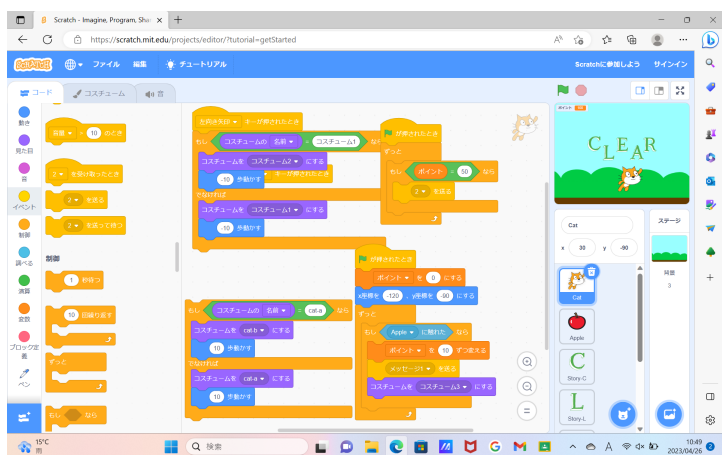 Scratch - Imagine, Program, Shar
https://scratch.mit.edu/projects/editor/?tutorial=getStarted
SCRATCH
ファイル
編集
チュートリアル
Scratchに参加しよう
サインイン
コード
コスチューム
音
動き
見た目
音
イベント
制御
調べる
演算
変数
ブロック定義
ペン
音量 > 10 のとき
2 を受け取ったとき
2 を送る
2 を送って待つ
制御
1 秒待つ
10 回繰り返す
ずっと
もし なら
左向き矢印 キーが押されたとき
もし コスチュームの 名前 = コスチューム1 なら
コスチュームを コスチューム2 にする
-10 歩動かす
キーが押されたとき
でなければ
コスチュームを コスチューム1 にする
-10 歩動かす
が押されたとき
ずっと
もし ポイント = 50 なら
2 を送る
が押されたとき
ポイント を 0 にする
x座標を -120 、y座標を -90 にする
ずっと
もし Apple に触れた なら
ポイント を 10 ずつ変える
メッセージ1 を送る
コスチュームを コスチューム3 にする
もし コスチュームの 名前 = cat-a なら
コスチュームを cat-b にする
10 歩動かす
でなければ
コスチュームを cat-a にする
10 歩動かす
ポイント
CLEAR
Cat
x 30 y -90
ステージ
背景
3
Cat
Apple
C
Story-C
L
Story-L
15°C
雨
検索
A
10:49
2023/04/26
2